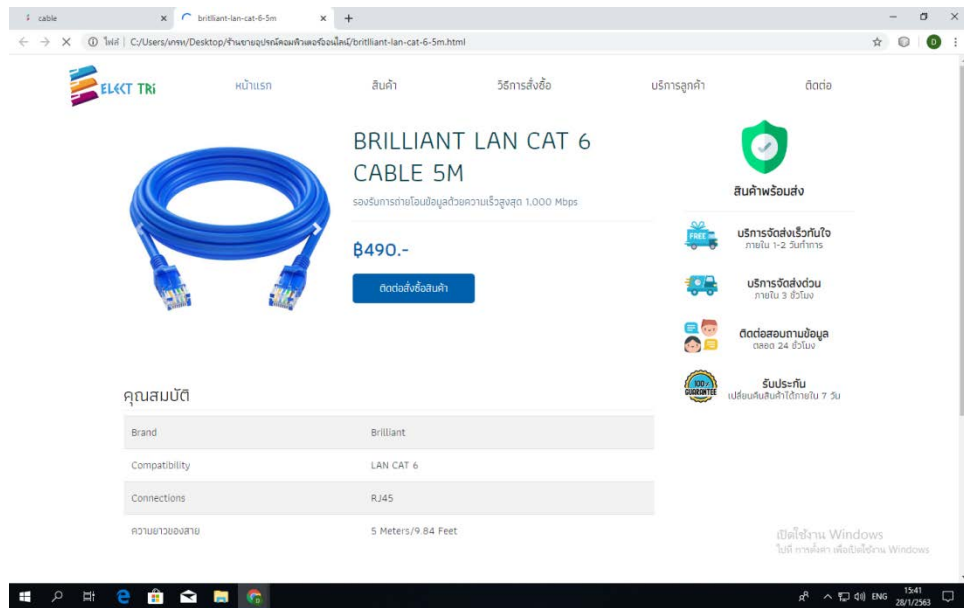 cable
britlliant-lan-cat-6-5m
ไฟล์ C:/Users/เกรท/Desktop/ร้านขายอุปรณ์คอมพิวเตอร์ออนไลน์/britlliant-lan-cat-6-5m.html
D
ELECT TRi
หน้าแรก
สินค้า
วิธีการสั่งซื้อ
บริการลูกค้า
ติดต่อ
BRILLIANT LAN CAT 6
CABLE 5M
รองรับการถ่ายโอนข้อมูลด้วยความเร็วสูงสุด 1,000 Mbps
฿490.-
ติดต่อสั่งซื้อสินค้า
สินค้าพร้อมส่ง
FREE
บริการจัดส่งเร็วทันใจ
ภายใน 1-2 วันทำการ
บริการจัดส่งด่วน
ภายใน 3 ชั่วโมง
ติดต่อสอบถามข้อมูล
ตลอด 24 ชั่วโมง
100%
GUARANTEE
รับประกัน
เปลี่ยนคืนสินค้าได้ภายใน 7 วัน
คุณสมบัติ
Brand Brilliant
Compatibility LAN CAT 6
Connections RJ45
ความยาวของสาย 5 Meters/9.84 Feet
เปิดใช้งาน Windows
ไปที่ การตั้งค่า เพื่อเปิดใช้งาน Windows
ENG
15:41
28/1/2563